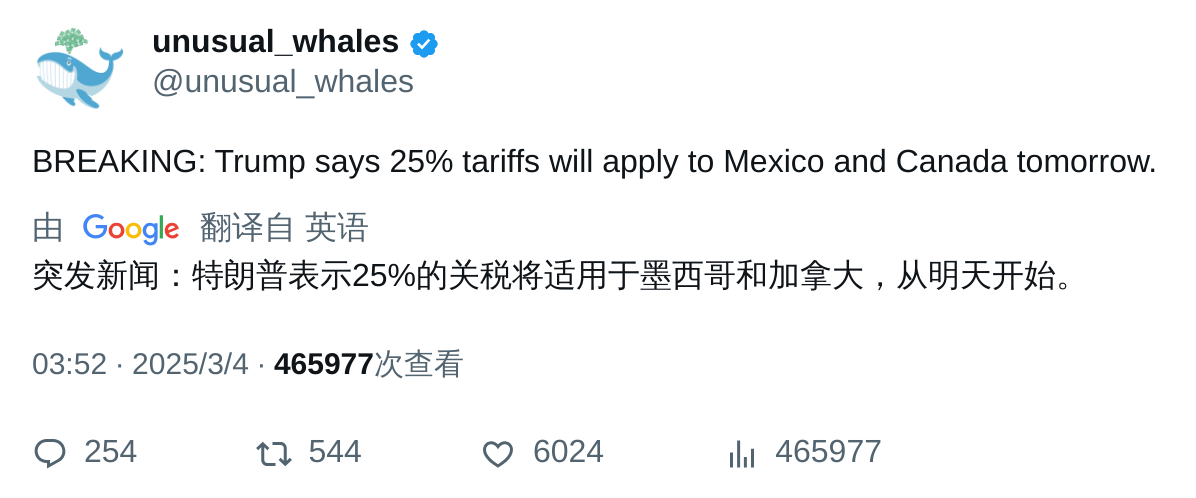 unusual_whales
@unusual_whales
BREAKING: Trump says 25% tariffs will apply to Mexico and Canada tomorrow.
由 Google 翻译自 英语
突发新闻：特朗普表示25%的关税将适用于墨西哥和加拿大，从明天开始。
03:52 · 2025/3/4 · 465977次查看
254 544 6024 465977